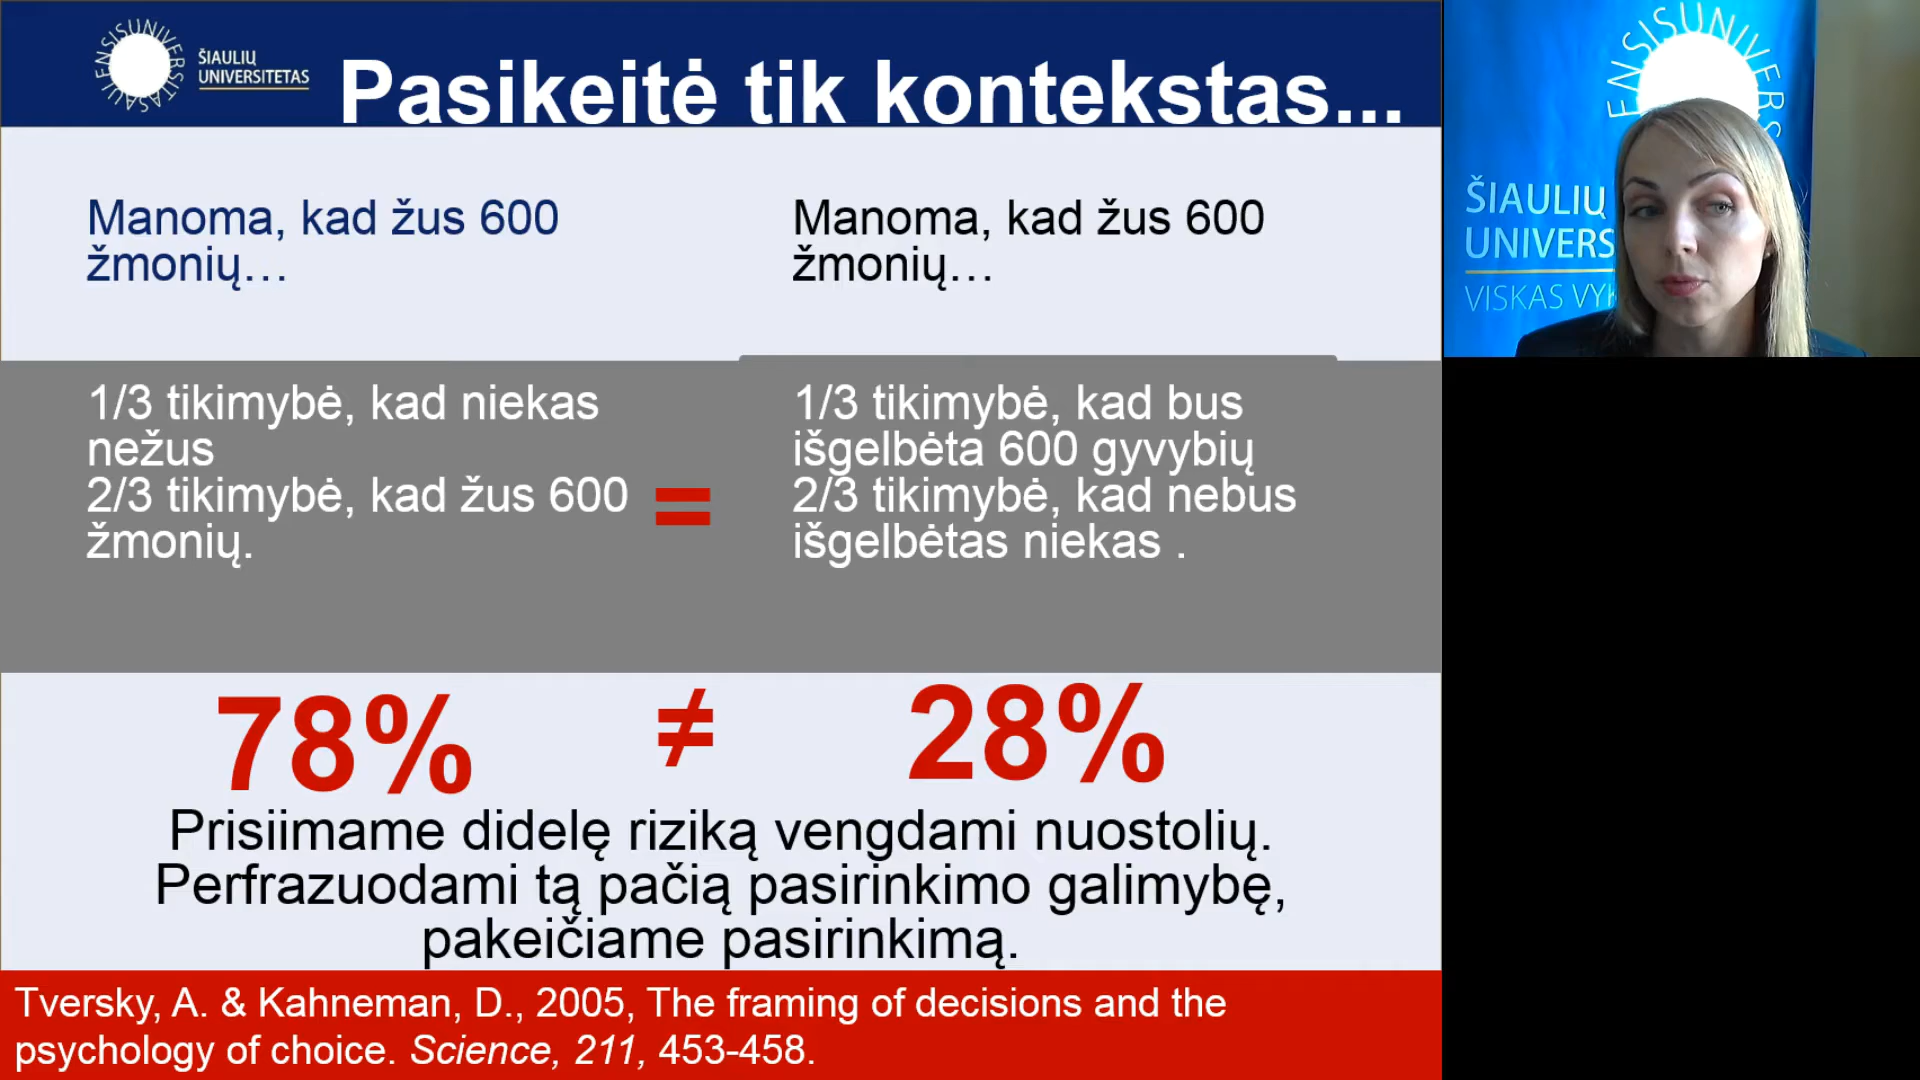 ENSISUNIVERSITASSAUL
ŠIAULIŲ
UNIVERSITETAS
Pasikeitė tik kontekstas...
Manoma, kad žus 600
žmonių…
Manoma, kad žus 600
žmonių…
1/3 tikimybė, kad niekas
nežus
2/3 tikimybė, kad žus 600
žmonių.
=
1/3 tikimybė, kad bus
išgelbėta 600 gyvybių
2/3 tikimybė, kad nebus
išgelbėtas niekas .
78% ≠ 28%
Prisiimame didelę riziką vengdami nuostolių.
Perfrazuodami tą pačią pasirinkimo galimybę,
pakeičiame pasirinkimą.
Tversky, A. & Kahneman, D., 2005, The framing of decisions and the
psychology of choice. Science, 211, 453-458.
ENSISUNIVERS
ŠIAULIŲ
UNIVERS
VISKAS VYK